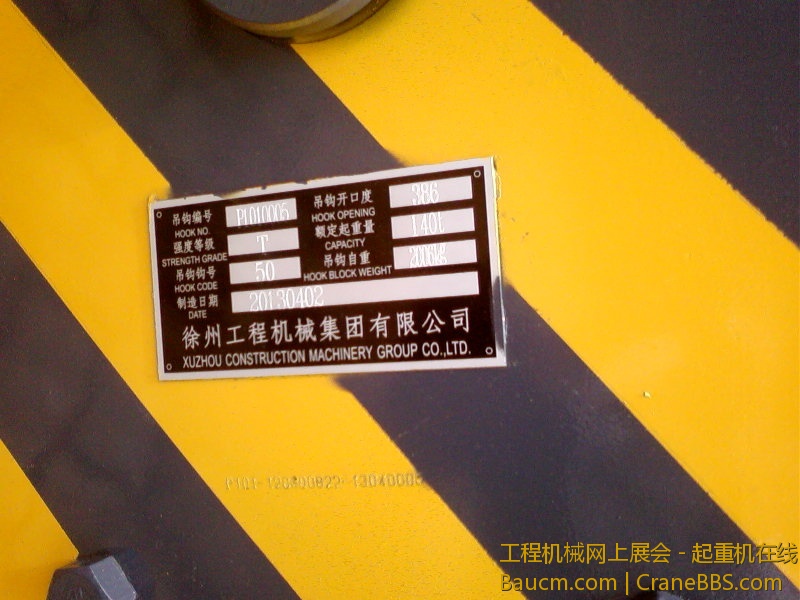 吊钩编号 P1010005 吊钩开口度 386
HOOK NO. HOOK OPENING
强度等级 T 额定起重量 140t
STRENGTH GRADE CAPACITY
吊钩钩号 50 吊钩自重 2006kg
HOOK CODE HOOK BLOCK WEIGHT
制造日期 20130402
DATE
徐州工程机械集团有限公司
XUZHOU CONSTRUCTION MACHINERY GROUP CO.,LTD.
工程机械网上展会 - 起重机在线
Baucm.com | CraneBBS.com